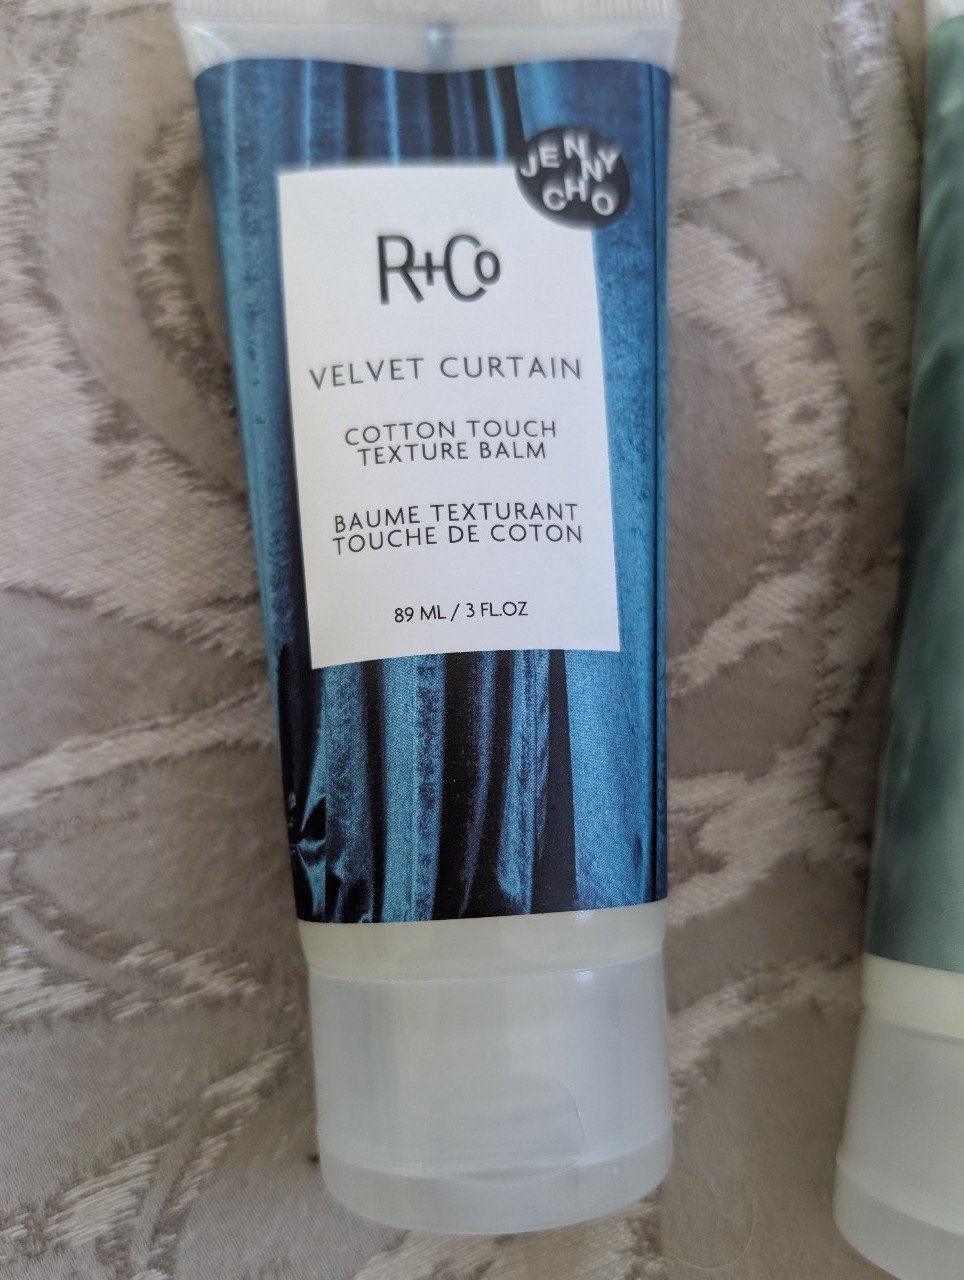 JENNY
CHO
R+Co
VELVET CURTAIN
COTTON TOUCH
TEXTURE BALM
BAUME TEXTURANT
TOUCHE DE COTON
89 ML / 3 FL.OZ